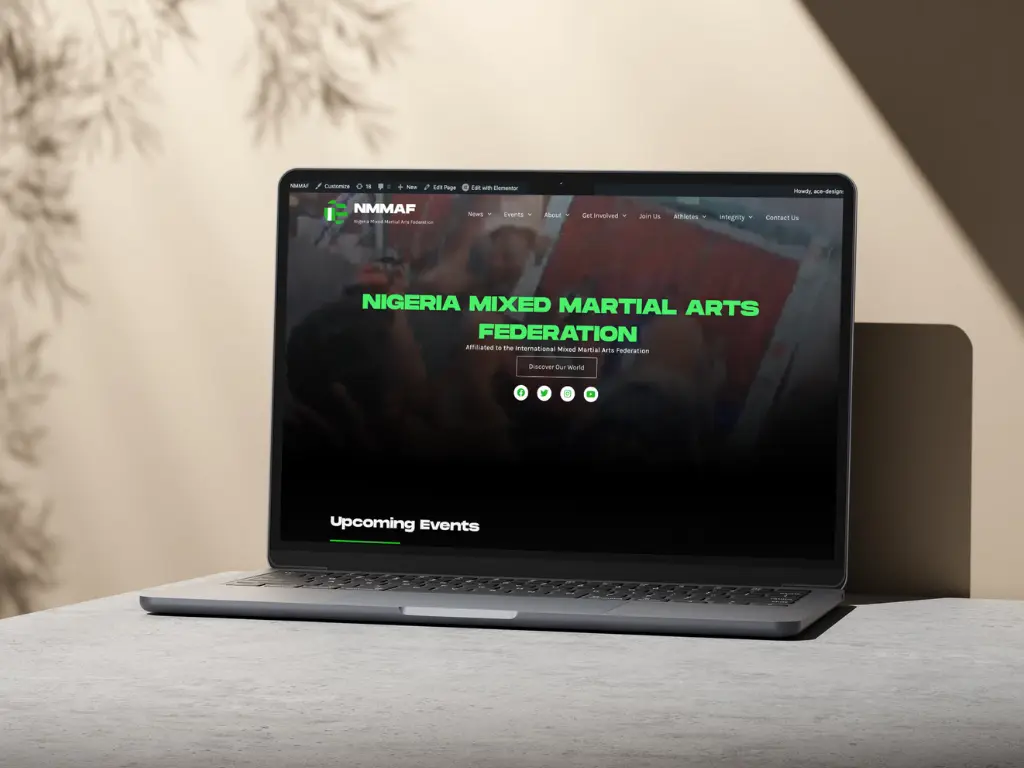 NMMAF Customize 18 0 + New Edit Page Edit with Elementor Howdy, ace-design
NMMAF
Nigeria Mixed Martial Arts Federation
News Events About Get Involved Join Us Athletes Integrity Contact Us
NIGERIA MIXED MARTIAL ARTS
FEDERATION
Affiliated to the International Mixed Martial Arts Federation
Discover Our World
Upcoming Events